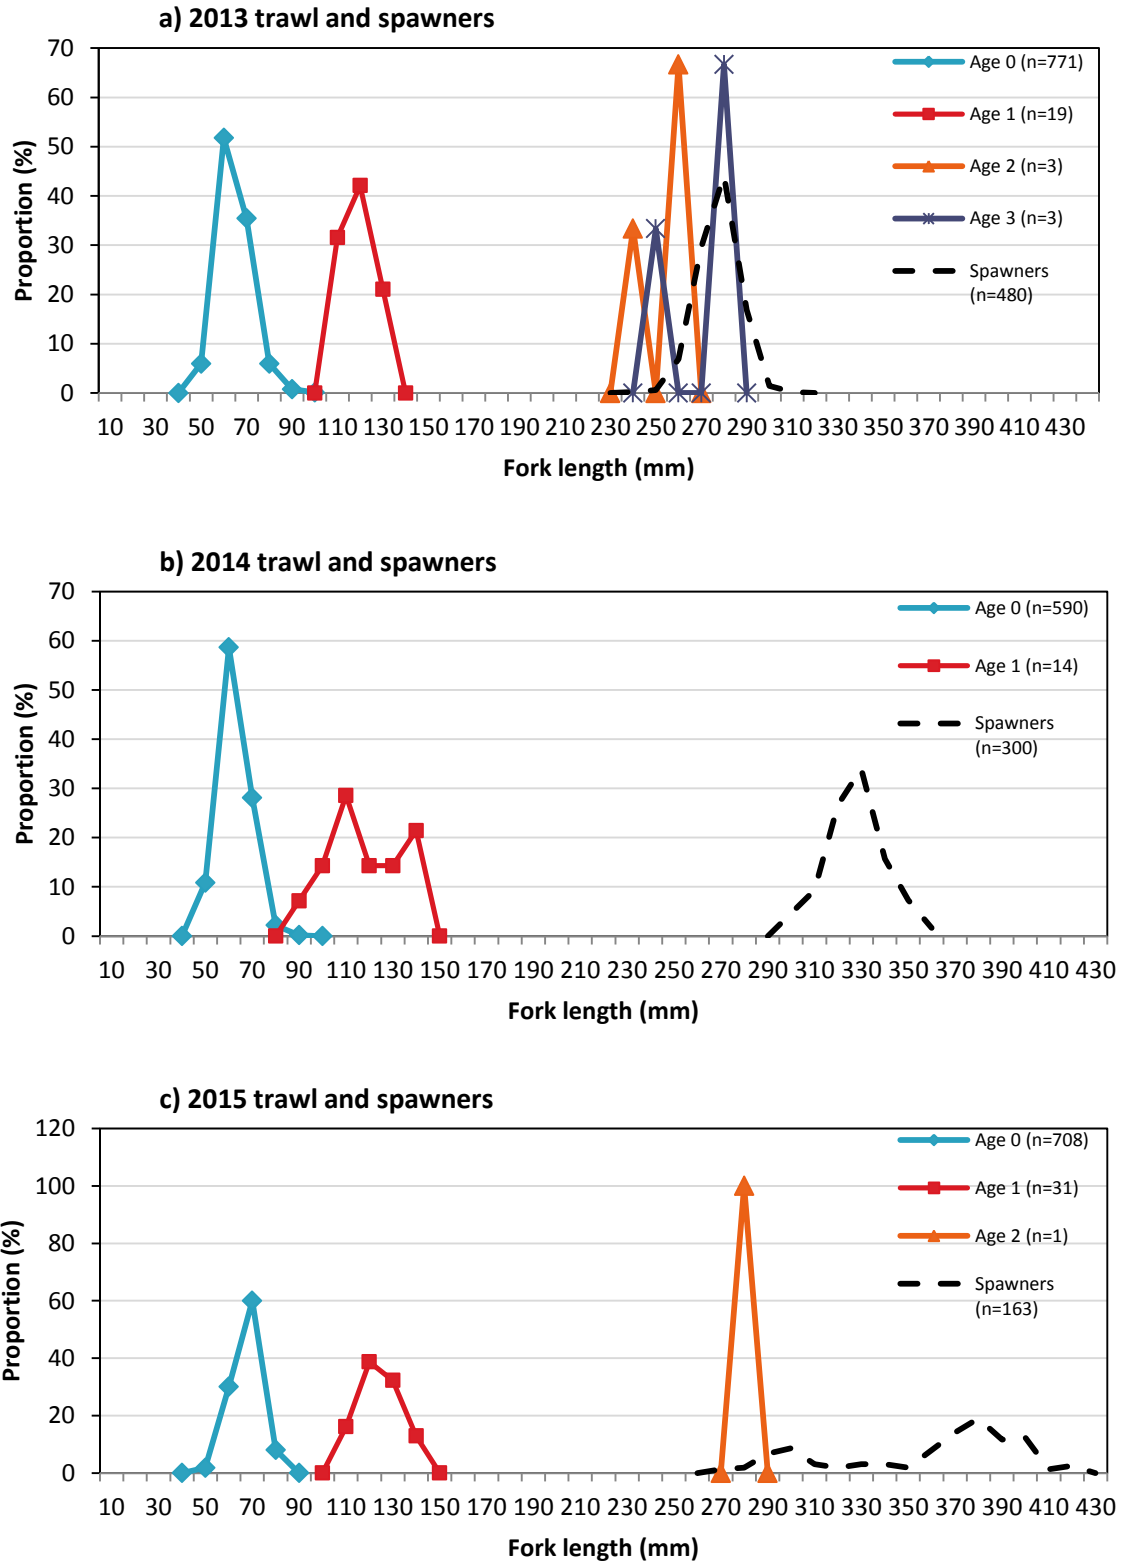 a) 2013 trawl and spawners
70
60
50
40
30
20
10
0
Proportion (%)
Age 0 (n=771)
Age 1 (n=19)
Age 2 (n=3)
Age 3 (n=3)
Spawners
(n=480)
10 30 50 70 90 110 130 150 170 190 210 230 250 270 290 310 330 350 370 390 410 430
Fork length (mm)
b) 2014 trawl and spawners
70
60
50
40
30
20
10
0
Proportion (%)
Age 0 (n=590)
Age 1 (n=14)
Spawners
(n=300)
10 30 50 70 90 110 130 150 170 190 210 230 250 270 290 310 330 350 370 390 410 430
Fork length (mm)
c) 2015 trawl and spawners
120
100
80
60
40
20
0
Proportion (%)
Age 0 (n=708)
Age 1 (n=31)
Age 2 (n=1)
Spawners
(n=163)
10 30 50 70 90 110 130 150 170 190 210 230 250 270 290 310 330 350 370 390 410 430
Fork length (mm)